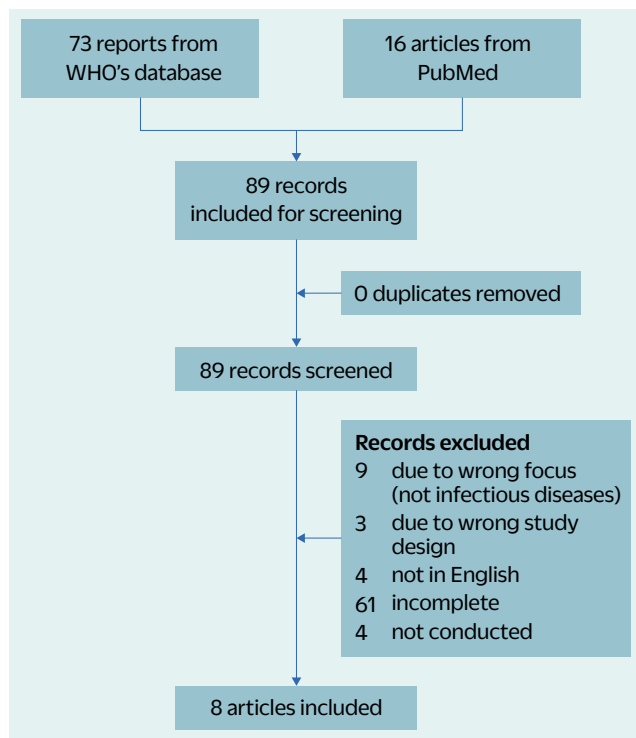 73 reports from
WHO's database
16 articles from
PubMed
89 records
included for screening
0 duplicates removed
89 records screened
Records excluded
9 due to wrong focus
(not infectious diseases)
3 due to wrong study
design
4 not in English
61 incomplete
4 not conducted
8 articles included